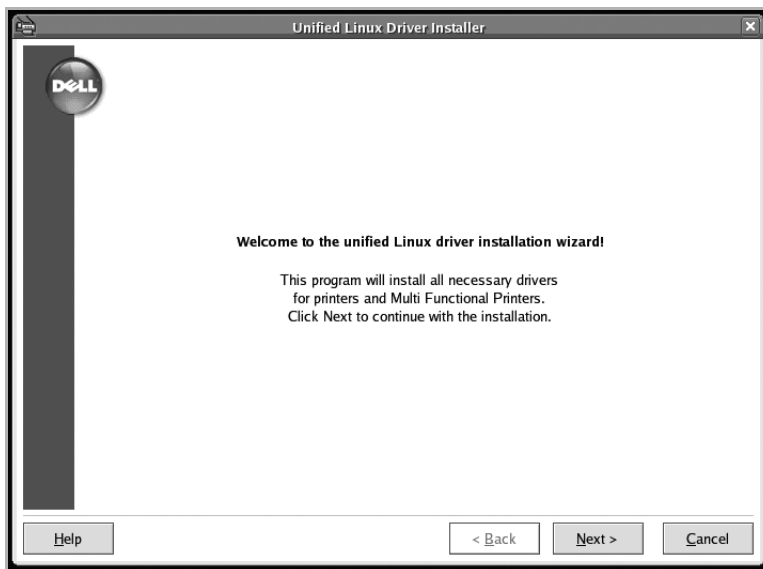 Unified Linux Driver Installer
DELL
Welcome to the unified Linux driver installation wizard!
This program will install all necessary drivers
for printers and Multi Functional Printers.
Click Next to continue with the installation.
Help
< Back
Next >
Cancel